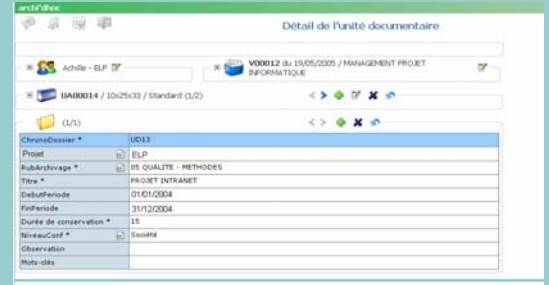 archi'dhoc
Détail de l'unité documentaire
Achille - ELP
V00012 du 19/05/2005 / MANAGEMENT PROJET
INFORMATIQUE
UA00014 / 10x25x33 / Standard (1/2)
(1/1)
ChronoDossier * UD13
Projet ELP
RubArchivage * 05 QUALITE - METHODES
Titre * PROJET INTRANET
DebutPeriode 01/01/2004
FinPeriode 31/12/2004
Durée de conservation * 15
NiveauConf * Société
Observation
Mots-clés